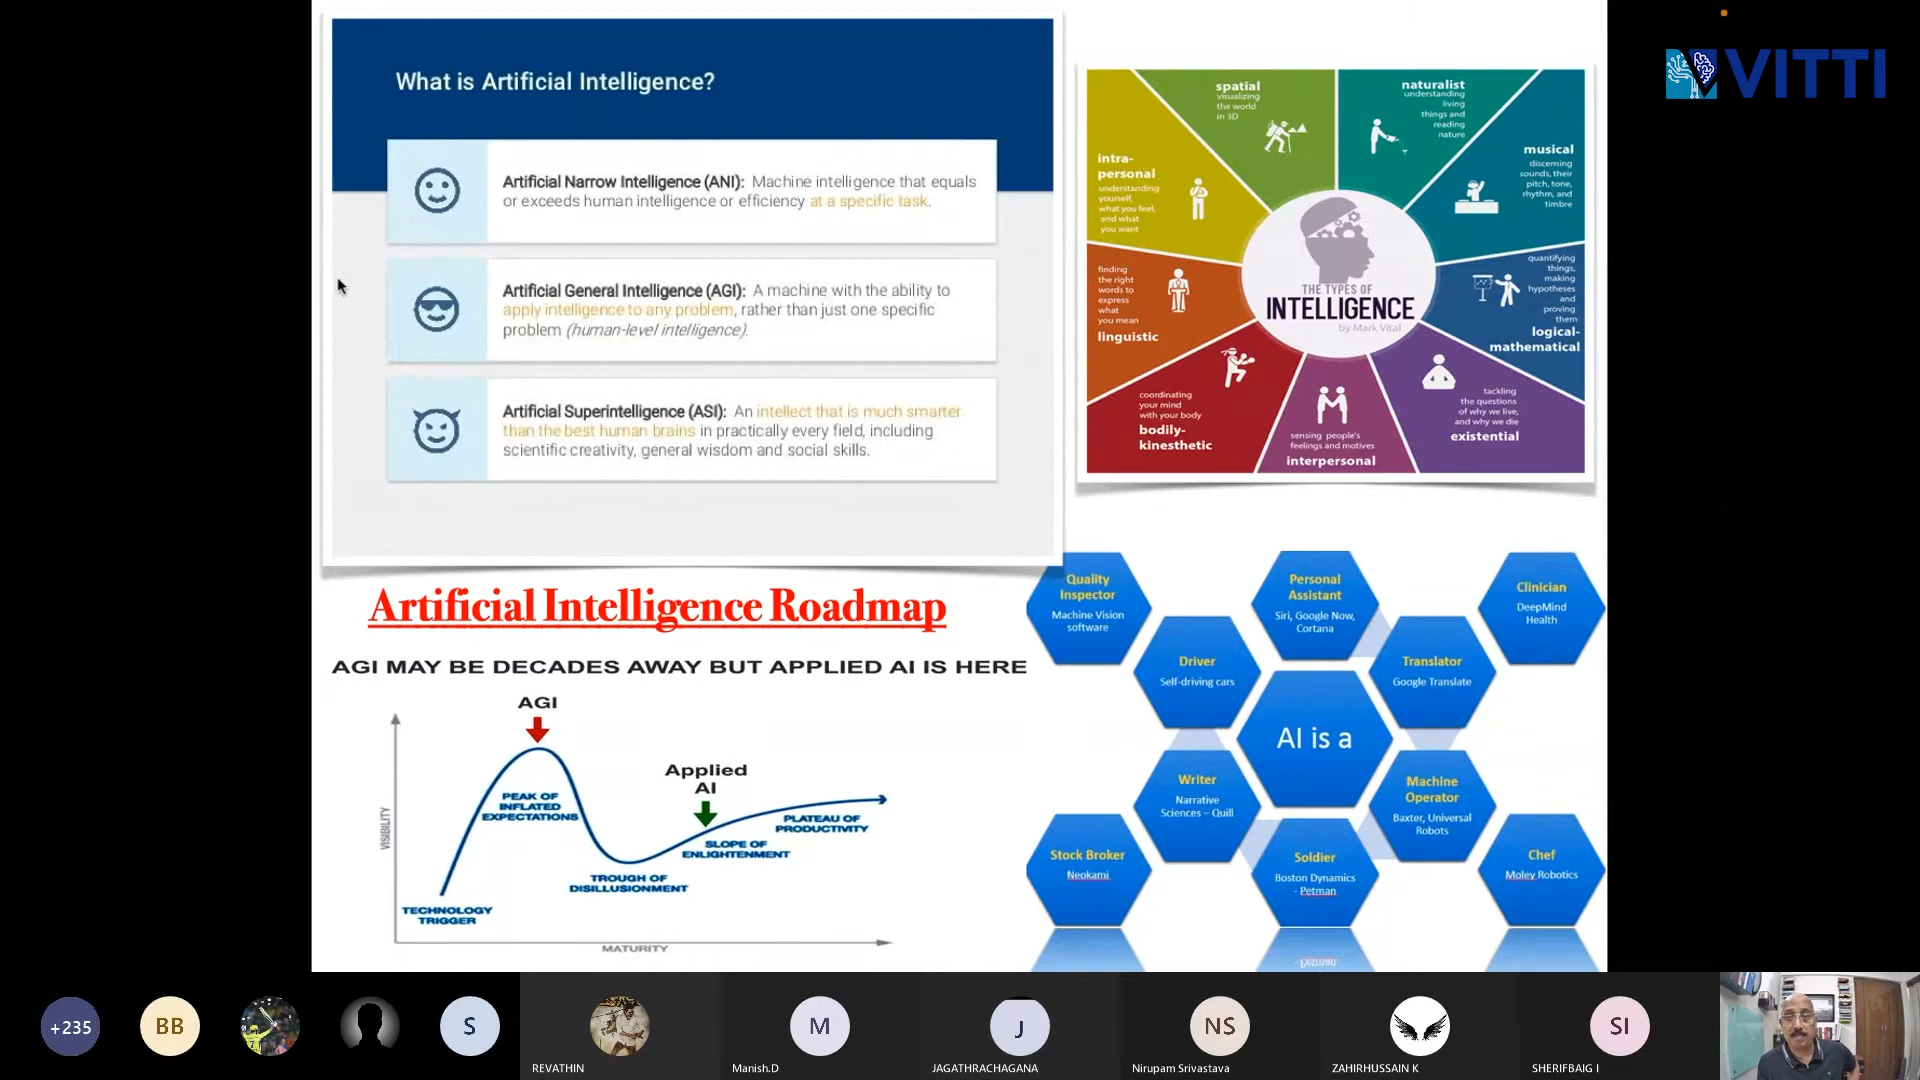 What is Artificial Intelligence?
Artificial Narrow Intelligence (ANI): Machine intelligence that equals
or exceeds human intelligence or efficiency at a specific task.
Artificial General Intelligence (AGI): A machine with the ability to
apply intelligence to any problem, rather than just one specific
problem (human-level intelligence).
Artificial Superintelligence (ASI): An intellect that is much smarter
than the best human brains in practically every field, including
scientific creativity, general wisdom and social skills.
spatial
visualizing
the world
in 3D
naturalist
understanding
living
things and
reading
nature
musical
discerning
sounds, their
pitch, tone,
rhythm, and
timbre
quantifying
things,
making
hypotheses
and
proving
them
logical-
mathematical
tackling
the questions
of why we live,
and why we die
existential
sensing people's
feelings and motives
interpersonal
coordinating
your mind
with your body
bodily-
kinesthetic
finding
the right
words to
express
what
you mean
linguistic
intra-
personal
understanding
yourself,
what you feel,
and what
you want
THE TYPES OF
INTELLIGENCE
by Mark Vital
VITTI
Artificial Intelligence Roadmap
AGI MAY BE DECADES AWAY BUT APPLIED AI IS HERE
AGI
Applied
AI
PEAK OF
INFLATED
EXPECTATIONS
PLATEAU OF
PRODUCTIVITY
SLOPE OF
ENLIGHTENMENT
TROUGH OF
DISILLUSIONMENT
TECHNOLOGY
TRIGGER
VISIBILITY
MATURITY
Quality
Inspector
Machine Vision
software
Personal
Assistant
Siri, Google Now,
Cortana
Clinician
DeepMind
Health
Driver
Self-driving cars
Translator
Google Translate
AI is a
Writer
Narrative
Sciences – Quill
Machine
Operator
Baxter, Universal
Robots
Stock Broker
Neokami
Soldier
Boston Dynamics
- Petman
Chef
Moley Robotics
- Petman
+235
BB
S
REVATHIN
M
Manish.D
J
JAGATHRACHAGANA
NS
Nirupam Srivastava
ZAHIRHUSSAIN K
SI
SHERIFBAIG I